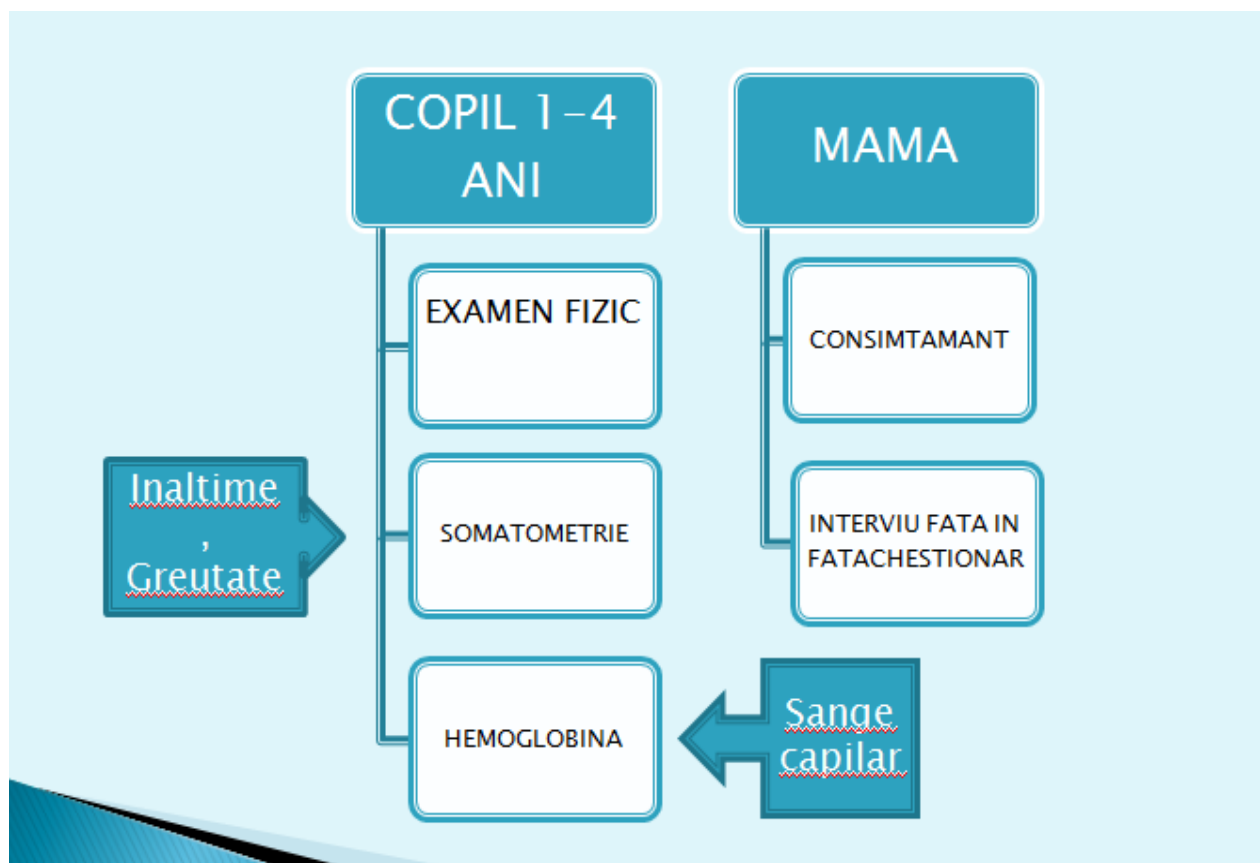 COPIL 1-4
ANI
EXAMEN FIZIC
Inaltime
,
Greutate
SOMATOMETRIE
HEMOGLOBINA
Sange
capilar
MAMA
CONSIMTAMANT
INTERVIU FATA IN
FATACHESTIONAR